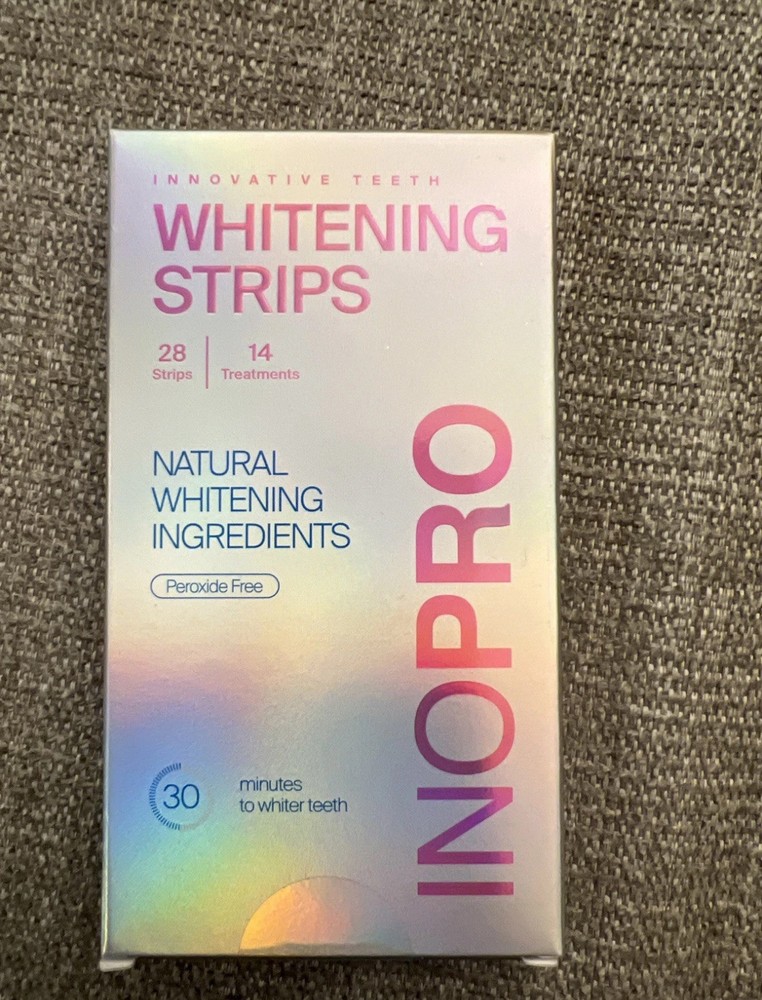 INNOVATIVE TEETH
WHITENING
STRIPS
28 14
Strips Treatments
NATURAL
WHITENING
INGREDIENTS
Peroxide Free
30
minutes
to whiter teeth
INOPRO